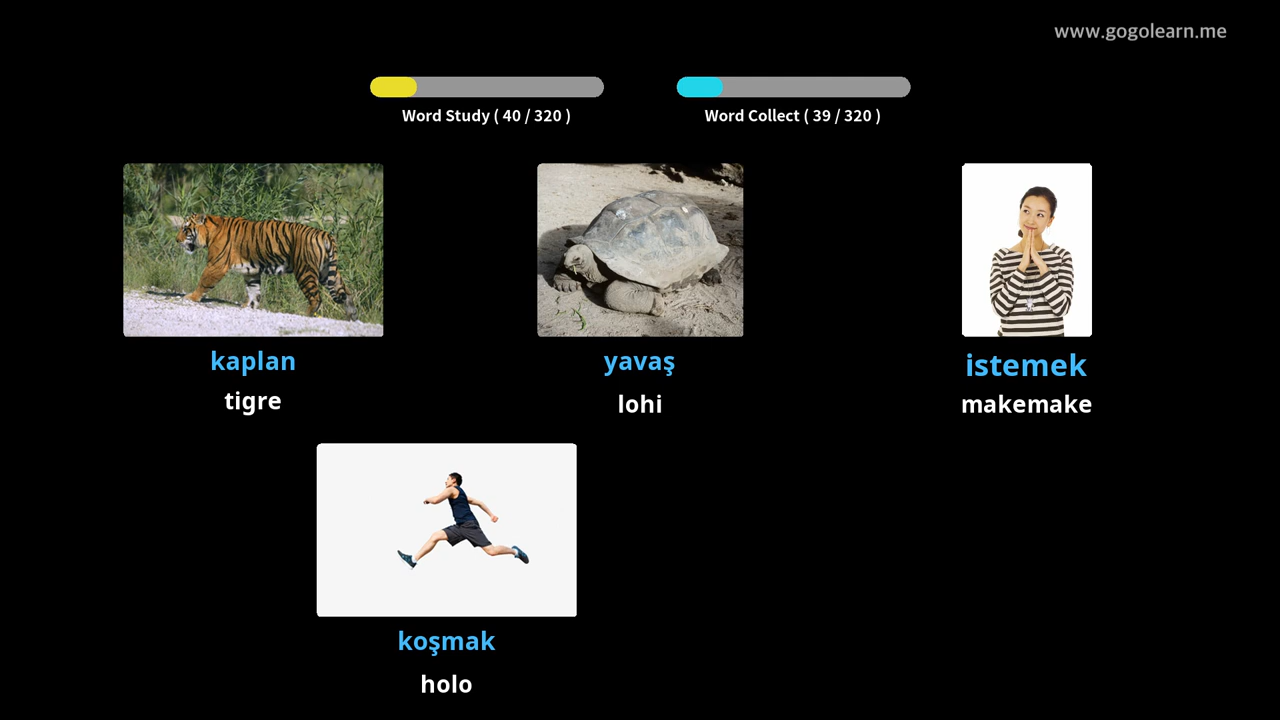 www.gogolearn.me
Word Study ( 40 / 320 )
Word Collect ( 39 / 320 )
kaplan
tigre
yavaş
lohi
istemek
makemake
koşmak
holo